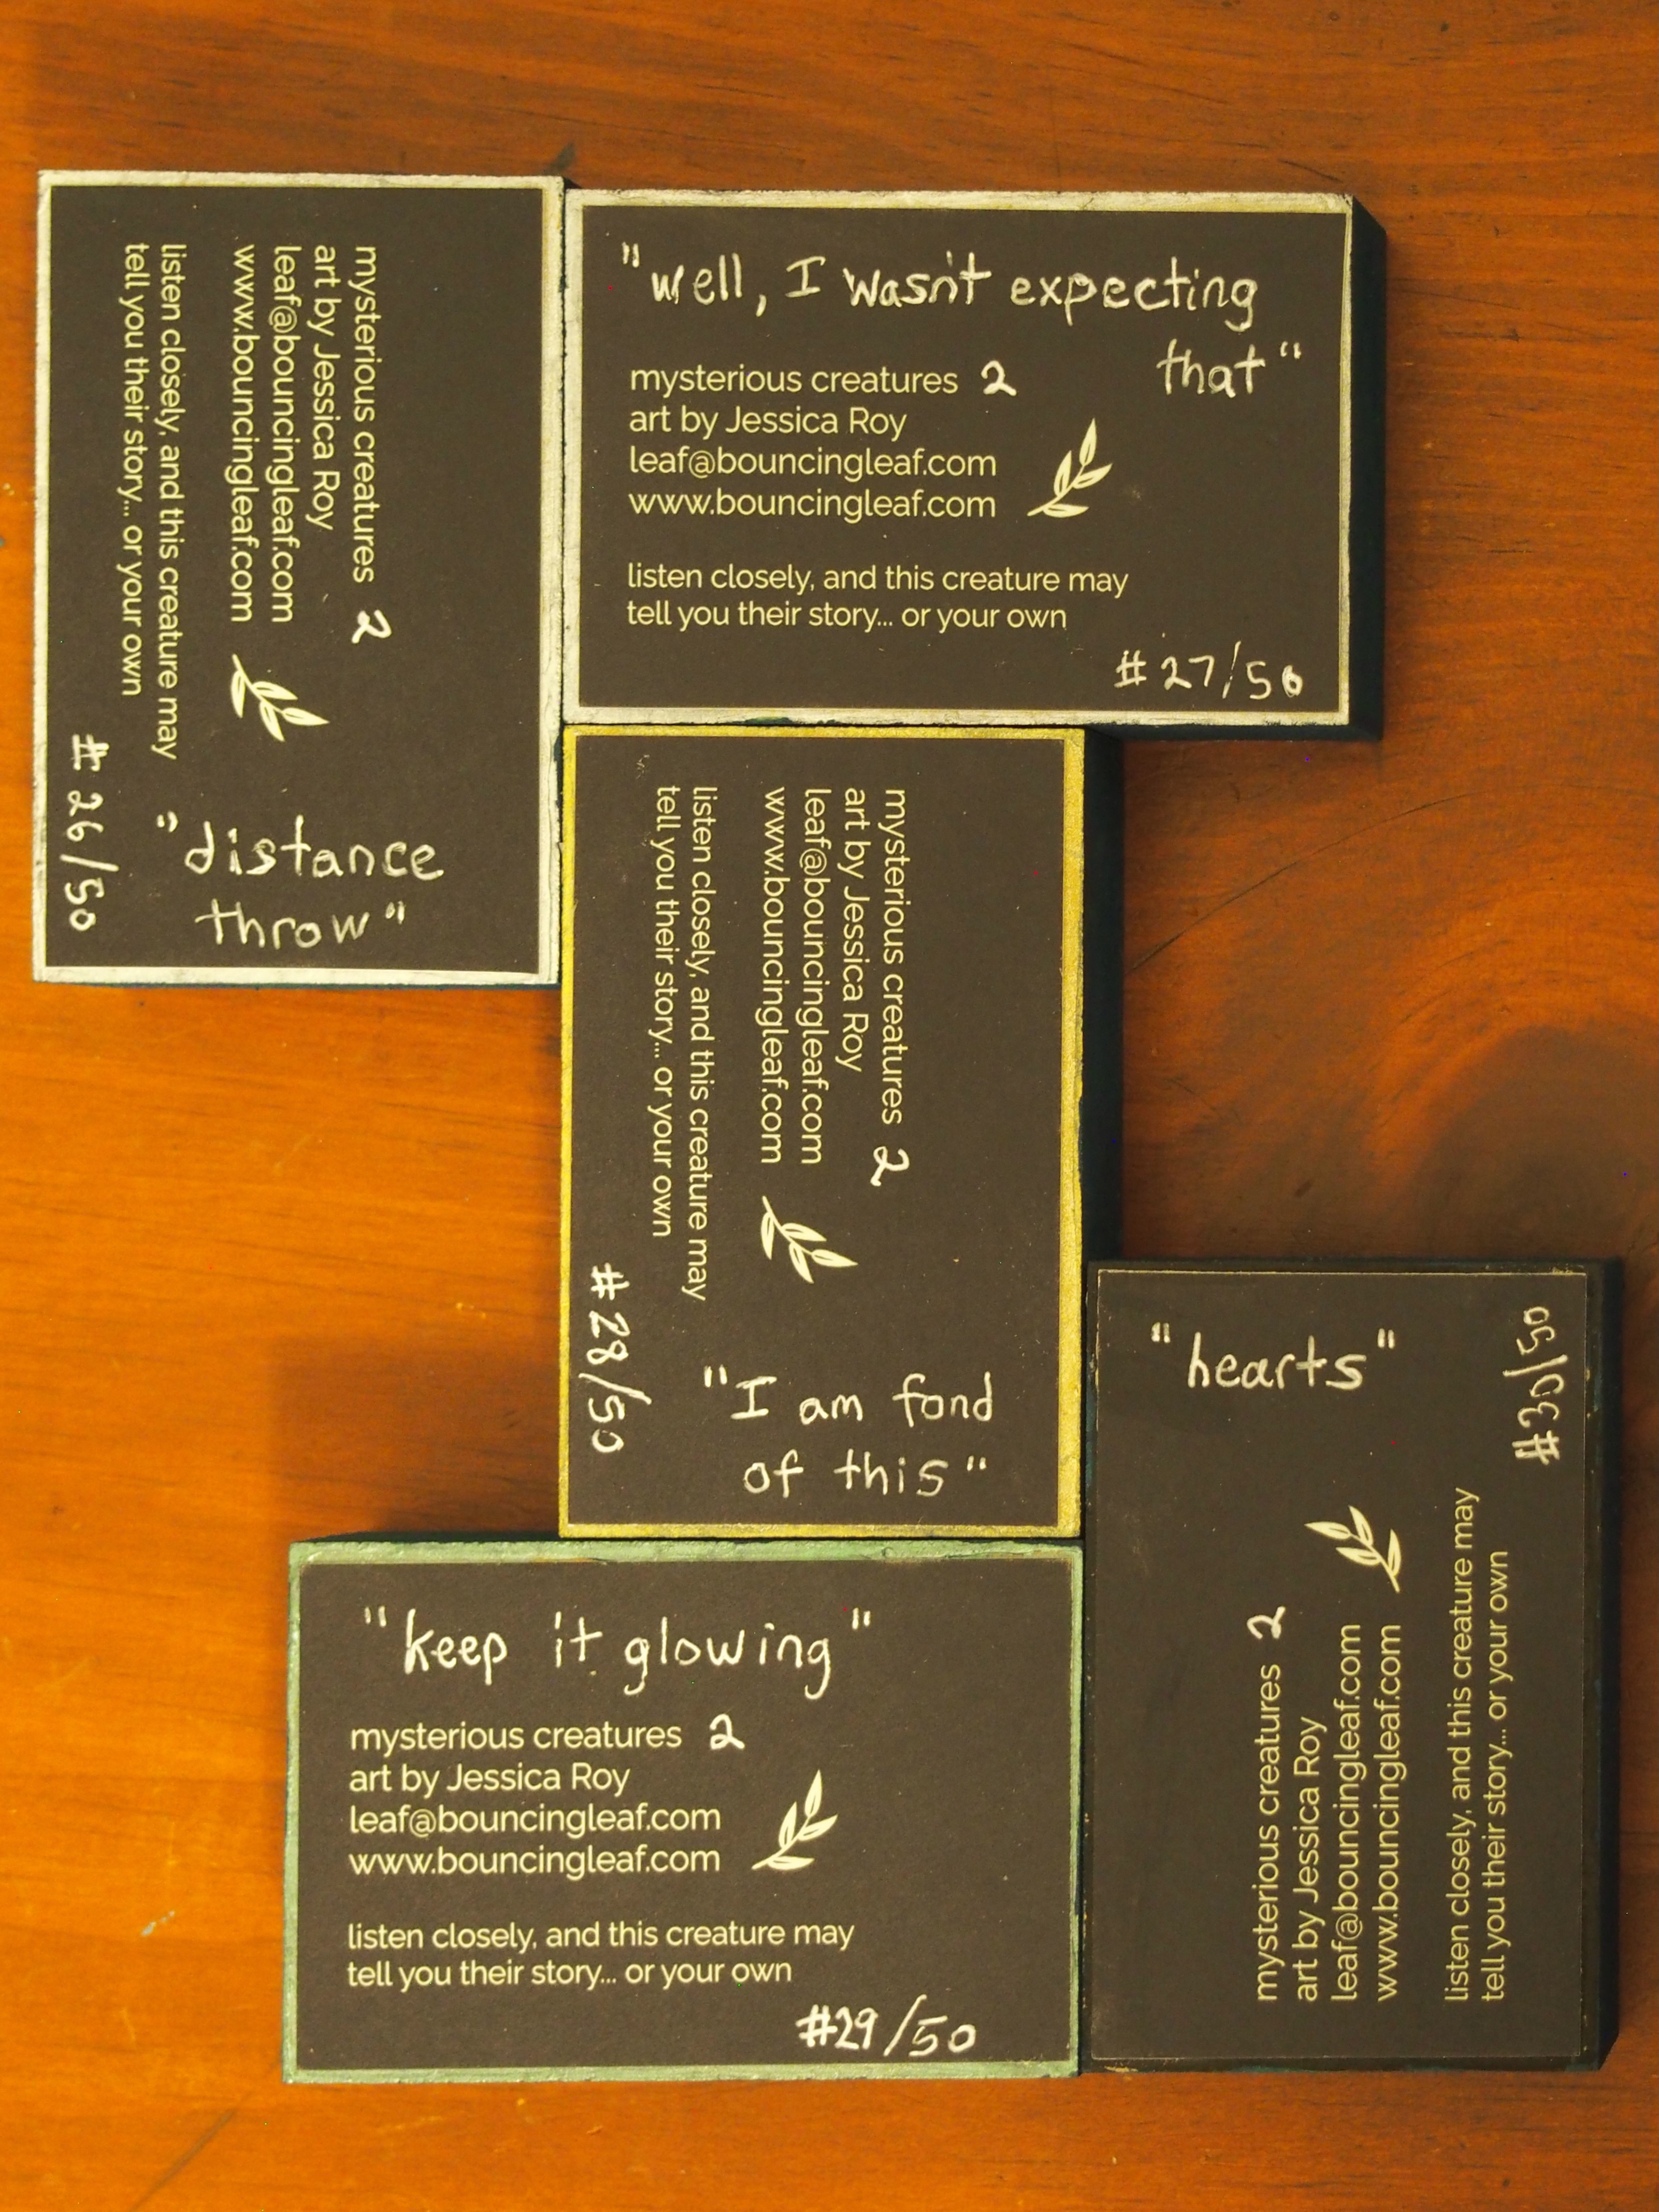 mysterious creatures 2
art by Jessica Roy
leaf@bouncingleaf.com
www.bouncingleaf.com
listen closely, and this creature may
tell you their story... or your own
#26/50
"distance
throw"
"well, I wasn't expecting
that"
mysterious creatures 2
art by Jessica Roy
leaf@bouncingleaf.com
www.bouncingleaf.com
listen closely, and this creature may
tell you their story... or your own
#27/50
mysterious creatures 2
art by Jessica Roy
leaf@bouncingleaf.com
www.bouncingleaf.com
listen closely, and this creature may
tell you their story... or your own
#28/50
"I am fond
of this"
"keep it glowing"
mysterious creatures 2
art by Jessica Roy
leaf@bouncingleaf.com
www.bouncingleaf.com
listen closely, and this creature may
tell you their story... or your own
#29/50
"hearts"
mysterious creatures 2
art by Jessica Roy
leaf@bouncingleaf.com
www.bouncingleaf.com
listen closely, and this creature may
tell you their story... or your own
#30/50